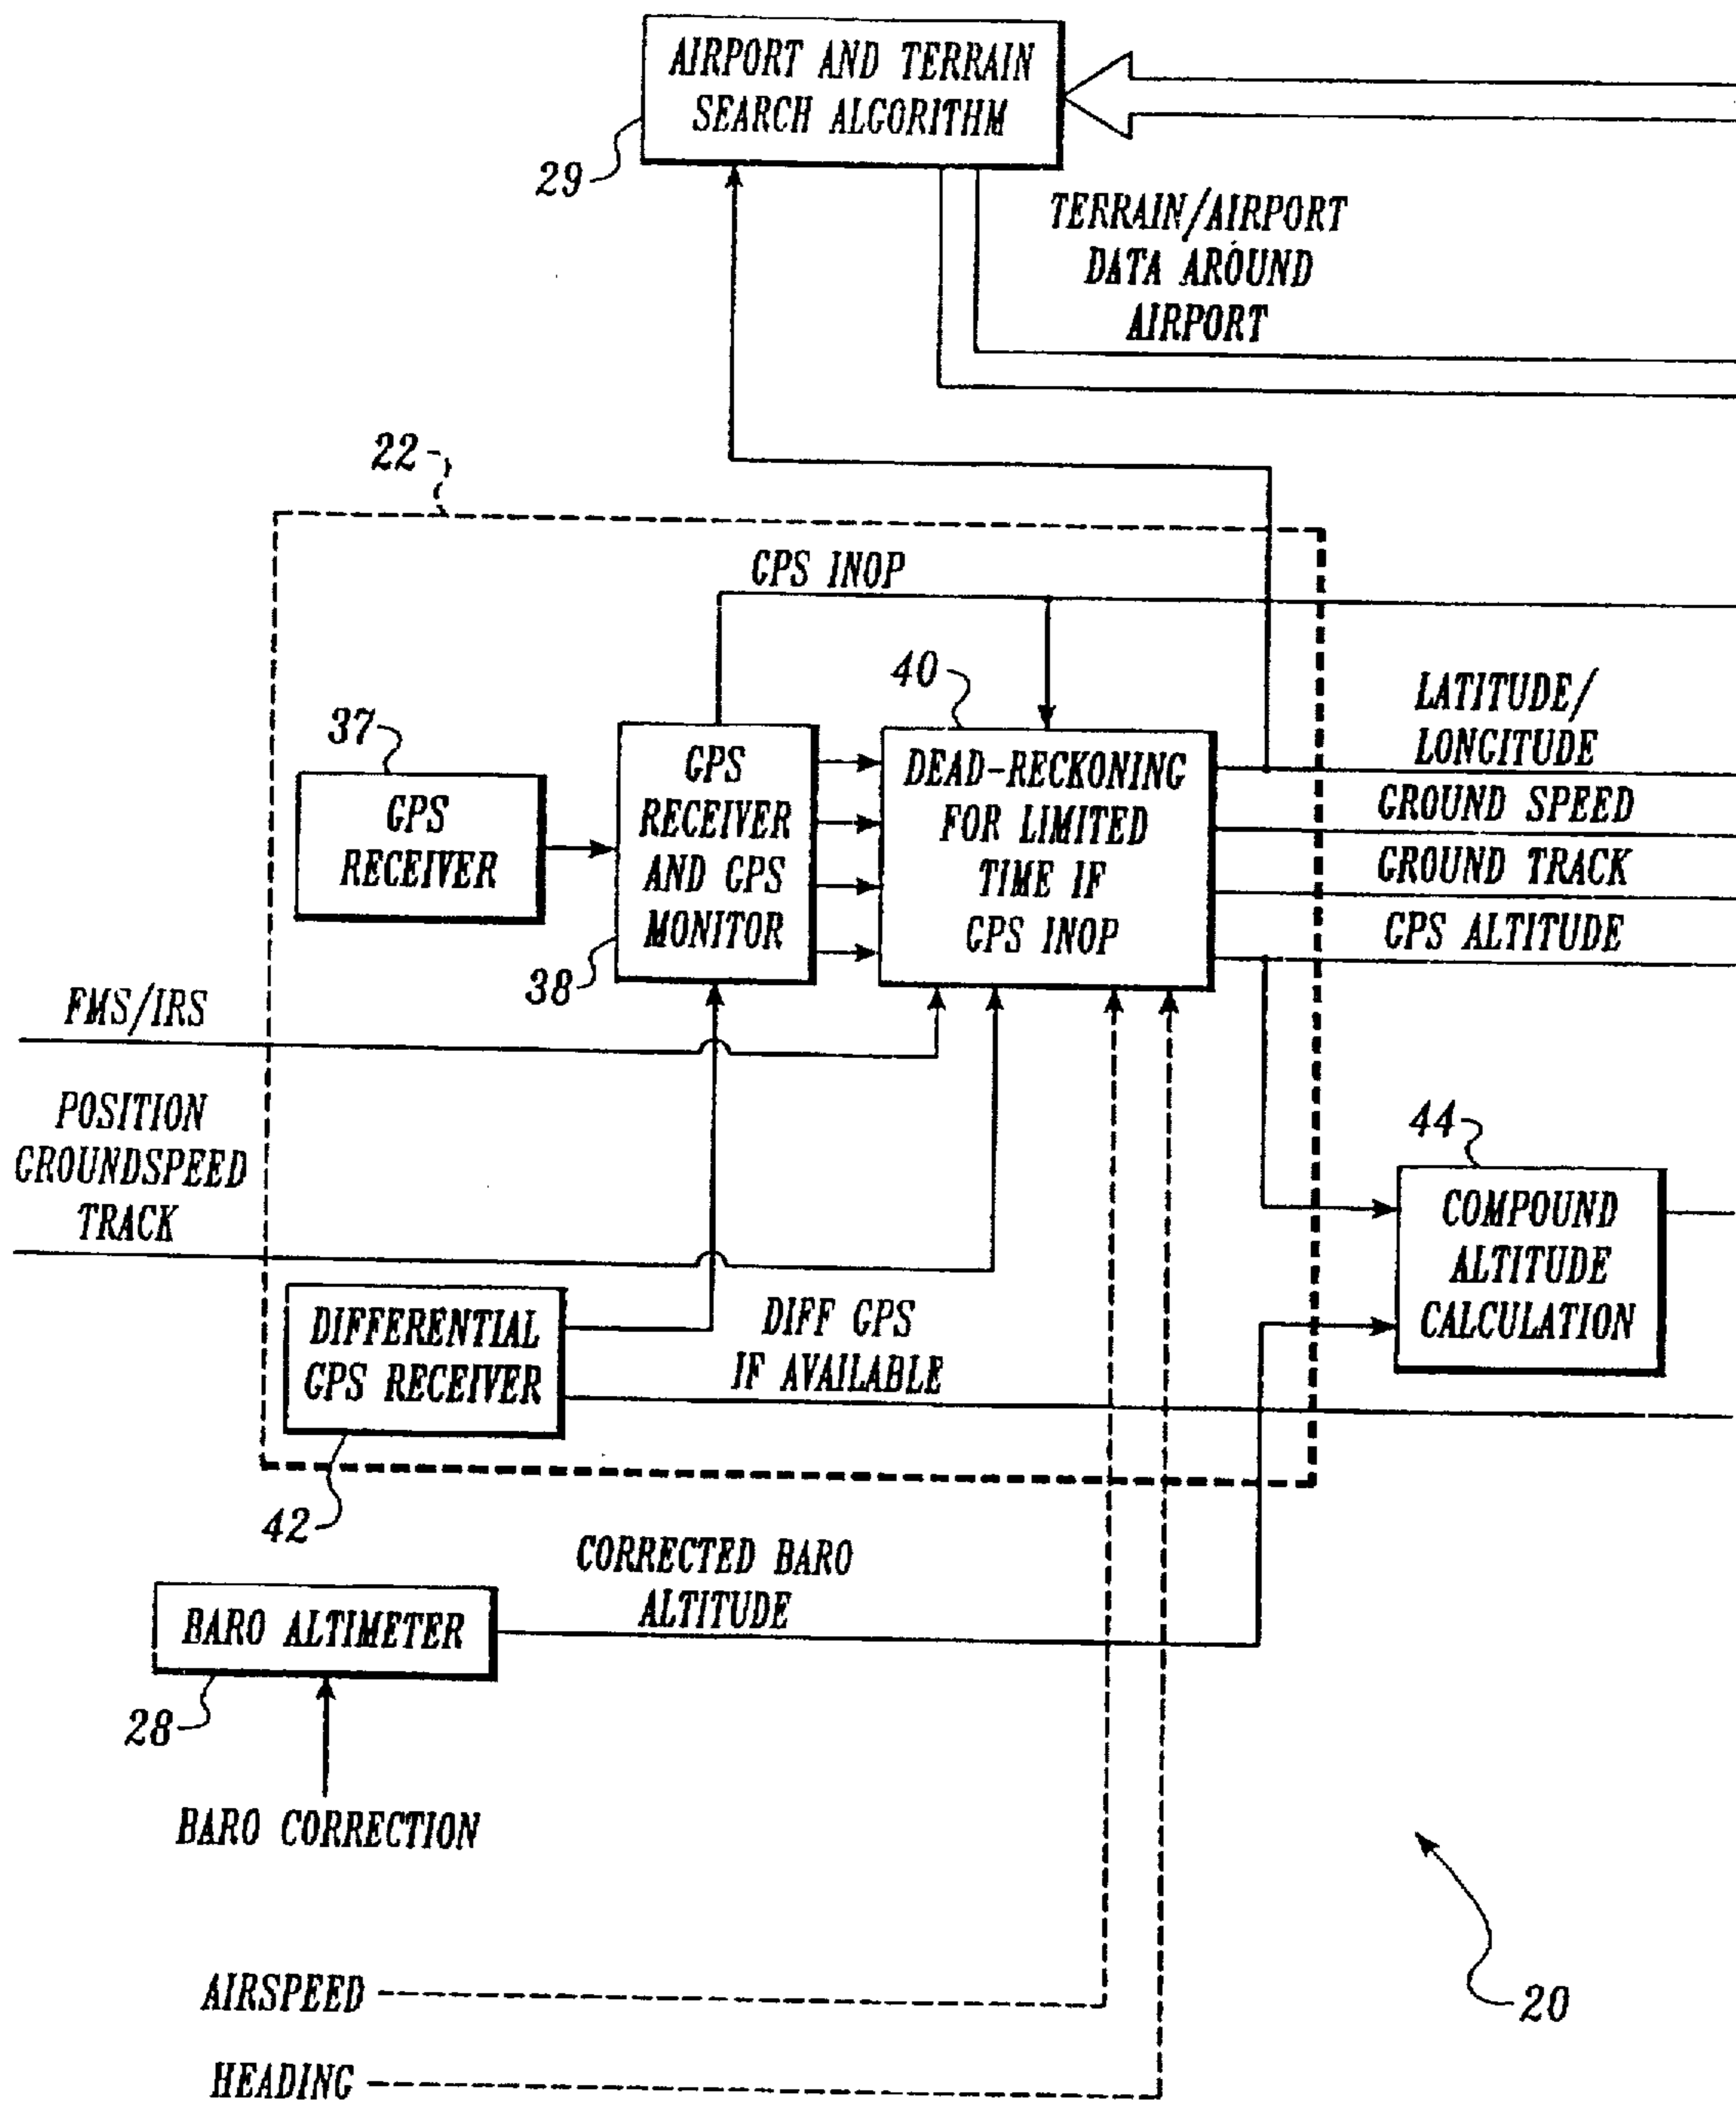 AIRPORT AND TERRAIN
SEARCH ALGORITHM
29
TERRAIN/AIRPORT
DATA AROUND
AIRPORT
22
GPS INOP
40
LATITUDE/
LONGITUDE
37
GPS
RECEIVER
GPS
RECEIVER
AND GPS
MONITOR
38
DEAD-RECKONING
FOR LIMITED
TIME IF
GPS INOP
GROUND SPEED
GROUND TRACK
GPS ALTITUDE
FMS/IRS
POSITION
GROUNDSPEED
TRACK
44
COMPOUND
ALTITUDE
CALCULATION
DIFFERENTIAL
GPS RECEIVER
DIFF GPS
IF AVAILABLE
42
CORRECTED BARO
ALTITUDE
BARO ALTIMETER
28
BARO CORRECTION
AIRSPEED
20
HEADING